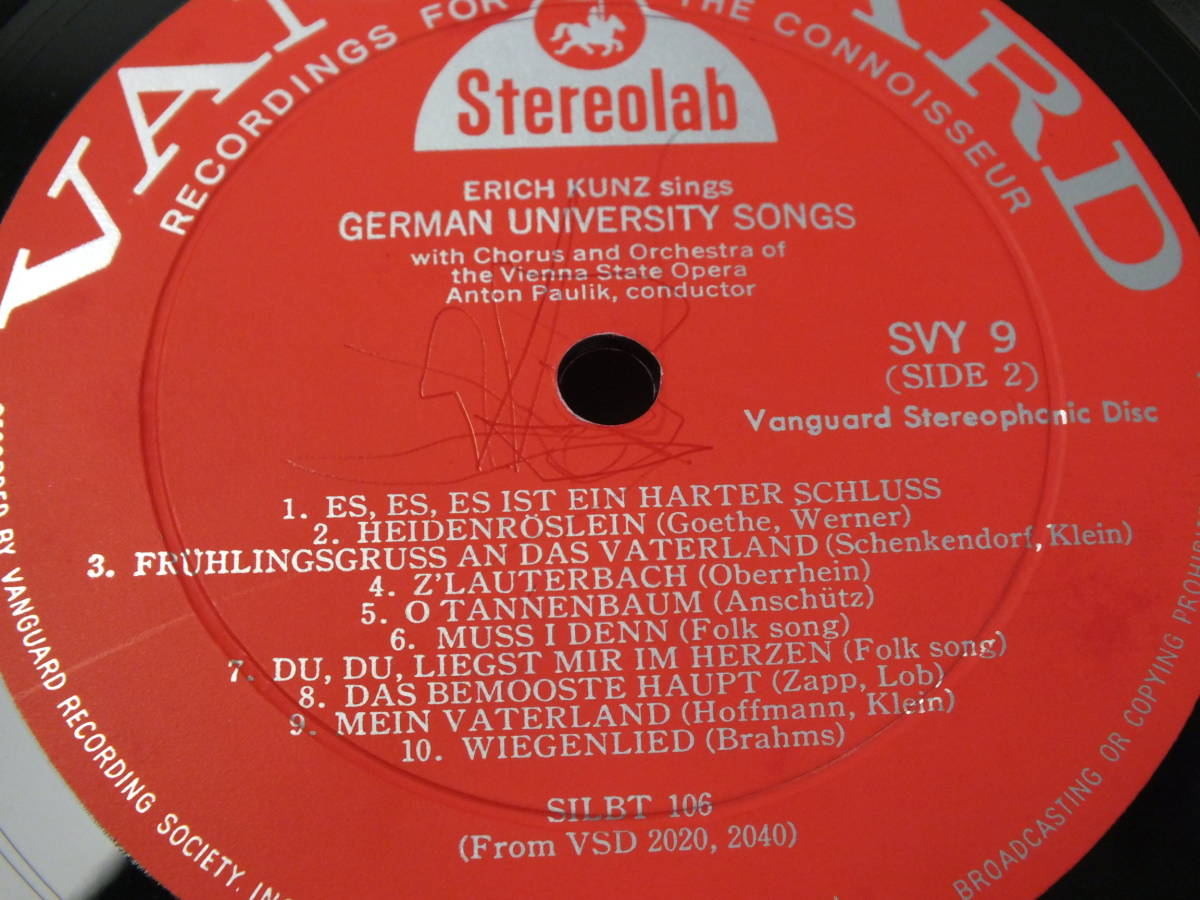 RECORDINGS FOR THE CONNOISSEUR
Stereolab
ERICH KUNZ sings
GERMAN UNIVERSITY SONGS
with Chorus and Orchestra of
the Vienna State Opera
Anton Paulik, conductor
SVY 9
(SIDE 2)
Vanguard Stereophonic Disc
1. ES, ES, ES IST EIN HARTER SCHLUSS
2. HEIDENRÖSLEIN (Goethe, Werner)
3. FRÜHLINGSGRUSS AN DAS VATERLAND (Schenkendorf, Klein)
4. Z'LAUTERBACH (Oberrhein)
5. O TANNENBAUM (Anschütz)
6. MUSS I DENN (Folk song)
7. DU, DU, LIEGST MIR IM HERZEN (Folk song)
8. DAS BEMOOSTE HAUPT (Zapp, Lob)
9. MEIN VATERLAND (Hoffmann, Klein)
10. WIEGENLIED (Brahms)
SILBT 106
(From VSD 2020, 2040)
BY VANGUARD RECORDING SOCIETY, INC
BROADCASTING OR COPYING